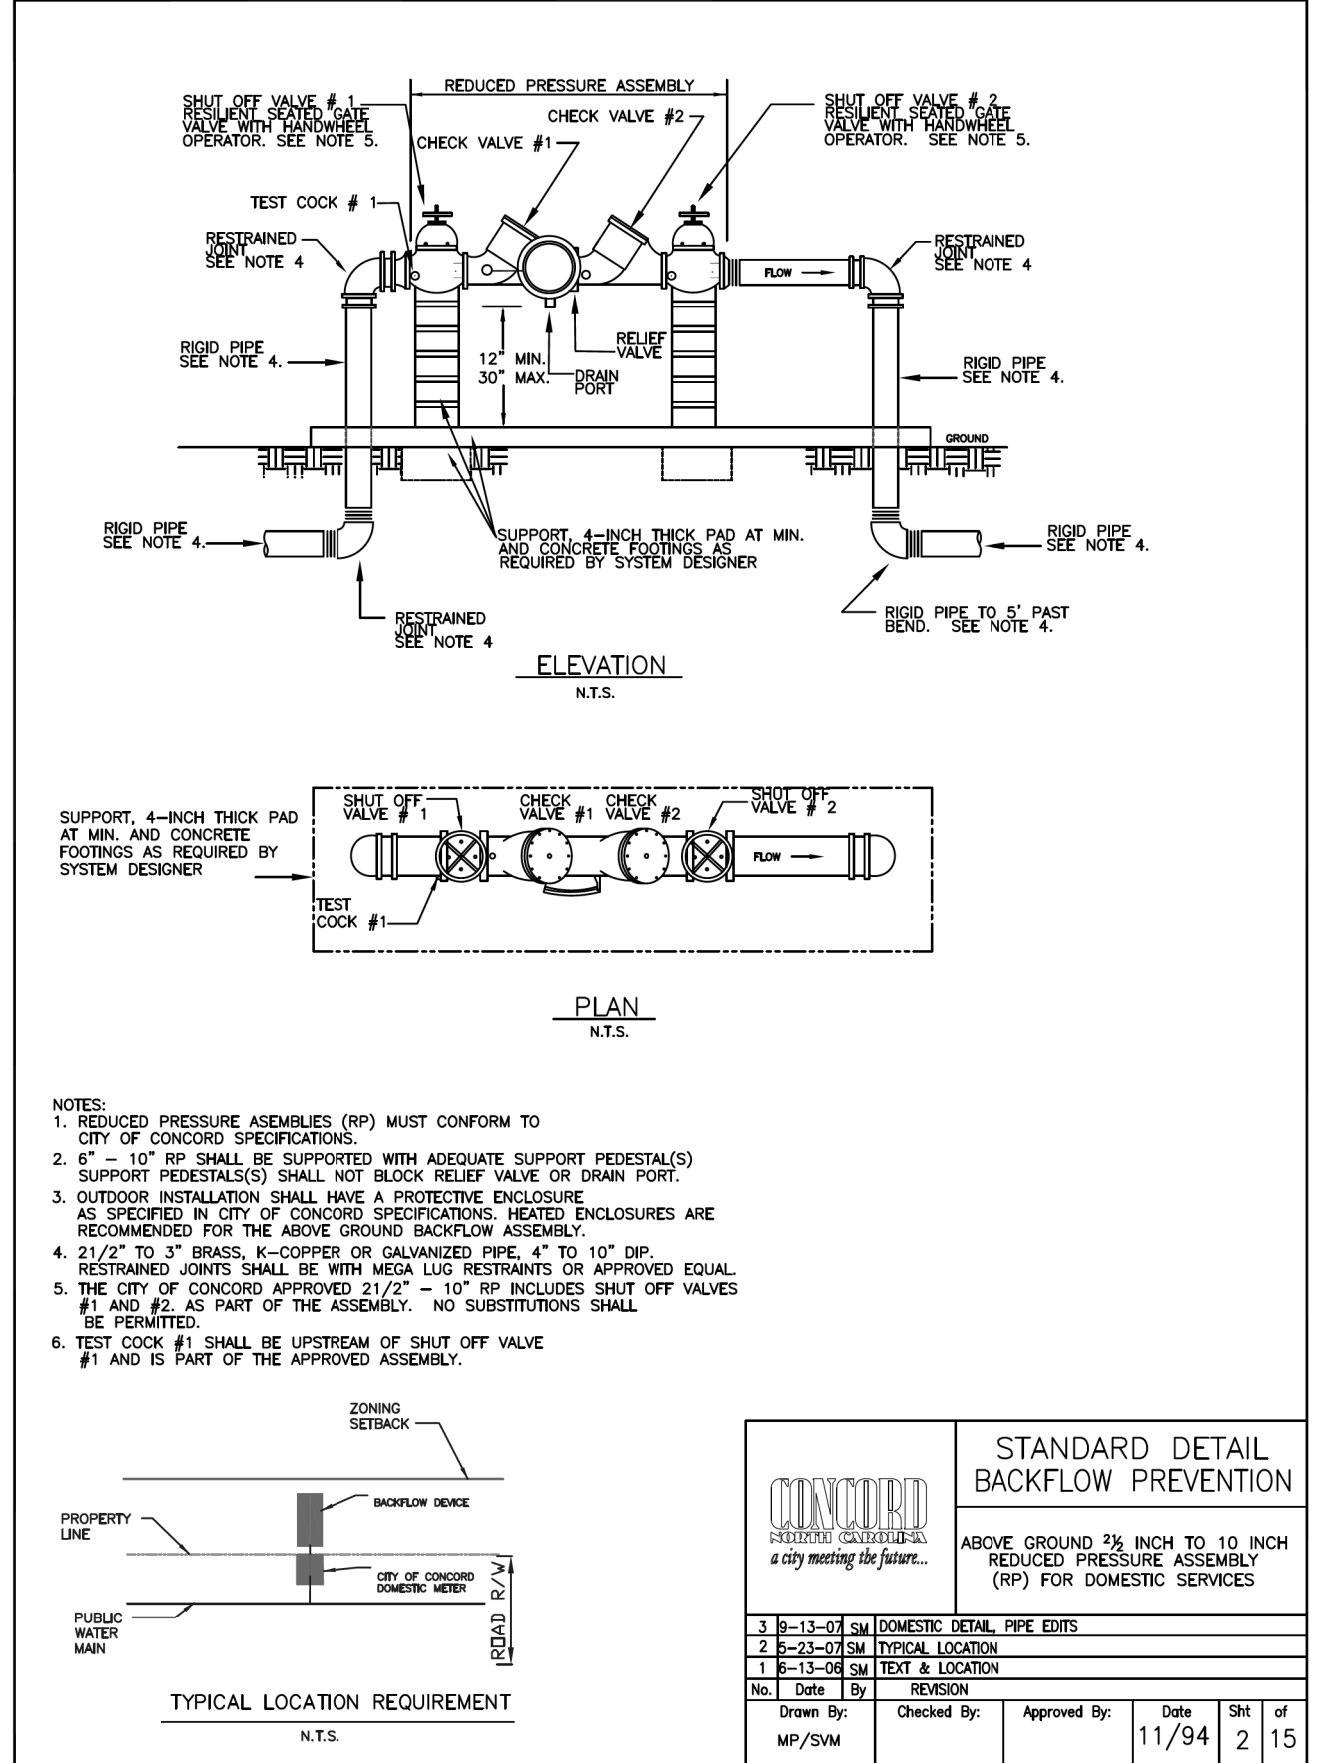 REDUCED PRESSURE ASSEMBLY
SHUT OFF VALVE # 1
RESILIENT SEATED GATE
VALVE WITH HANDWHEEL
OPERATOR. SEE NOTE 5.
CHECK VALVE #2
CHECK VALVE #1
SHUT OFF VALVE # 2
RESILIENT SEATED GATE
VALVE WITH HANDWHEEL
OPERATOR. SEE NOTE 5.
TEST COCK # 1
RESTRAINED
JOINT
SEE NOTE 4
RESTRAINED
JOINT
SEE NOTE 4
FLOW
RIGID PIPE
SEE NOTE 4.
12" MIN.
30" MAX.
RELIEF
VALVE
DRAIN
PORT
RIGID PIPE
SEE NOTE 4.
GROUND
RIGID PIPE
SEE NOTE 4.
SUPPORT, 4-INCH THICK PAD AT MIN.
AND CONCRETE FOOTINGS AS
REQUIRED BY SYSTEM DESIGNER
RIGID PIPE
SEE NOTE 4.
RESTRAINED
JOINT
SEE NOTE 4
RIGID PIPE TO 5' PAST
BEND. SEE NOTE 4.
ELEVATION
N.T.S.
SUPPORT, 4-INCH THICK PAD
AT MIN. AND CONCRETE
FOOTINGS AS REQUIRED BY
SYSTEM DESIGNER
SHUT OFF
VALVE # 1
CHECK
VALVE #1
CHECK
VALVE #2
SHUT OFF
VALVE # 2
FLOW
TEST
COCK #1
PLAN
N.T.S.
NOTES:
1. REDUCED PRESSURE ASEMBLIES (RP) MUST CONFORM TO
CITY OF CONCORD SPECIFICATIONS.
2. 6" - 10" RP SHALL BE SUPPORTED WITH ADEQUATE SUPPORT PEDESTAL(S)
SUPPORT PEDESTALS(S) SHALL NOT BLOCK RELIEF VALVE OR DRAIN PORT.
3. OUTDOOR INSTALLATION SHALL HAVE A PROTECTIVE ENCLOSURE
AS SPECIFIED IN CITY OF CONCORD SPECIFICATIONS. HEATED ENCLOSURES ARE
RECOMMENDED FOR THE ABOVE GROUND BACKFLOW ASSEMBLY.
4. 21/2" TO 3" BRASS, K-COPPER OR GALVANIZED PIPE, 4" TO 10" DIP.
RESTRAINED JOINTS SHALL BE WITH MEGA LUG RESTRAINTS OR APPROVED EQUAL.
5. THE CITY OF CONCORD APPROVED 21/2" - 10" RP INCLUDES SHUT OFF VALVES
#1 AND #2. AS PART OF THE ASSEMBLY. NO SUBSTITUTIONS SHALL
BE PERMITTED.
6. TEST COCK #1 SHALL BE UPSTREAM OF SHUT OFF VALVE
#1 AND IS PART OF THE APPROVED ASSEMBLY.
ZONING
SETBACK
BACKFLOW DEVICE
PROPERTY
LINE
CITY OF CONCORD
DOMESTIC METER
PUBLIC
WATER
MAIN
ROAD R/W
TYPICAL LOCATION REQUIREMENT
N.T.S.
CONCORD
NORTH CAROLINA
a city meeting the future...
STANDARD DETAIL
BACKFLOW PREVENTION
ABOVE GROUND 2½ INCH TO 10 INCH
REDUCED PRESSURE ASSEMBLY
(RP) FOR DOMESTIC SERVICES
3 9-13-07 SM DOMESTIC DETAIL, PIPE EDITS
2 5-23-07 SM TYPICAL LOCATION
1 6-13-06 SM TEXT & LOCATION
No. Date By REVISION
Drawn By: Checked By: Approved By: Date Sht of
MP/SVM 11/94 2 15